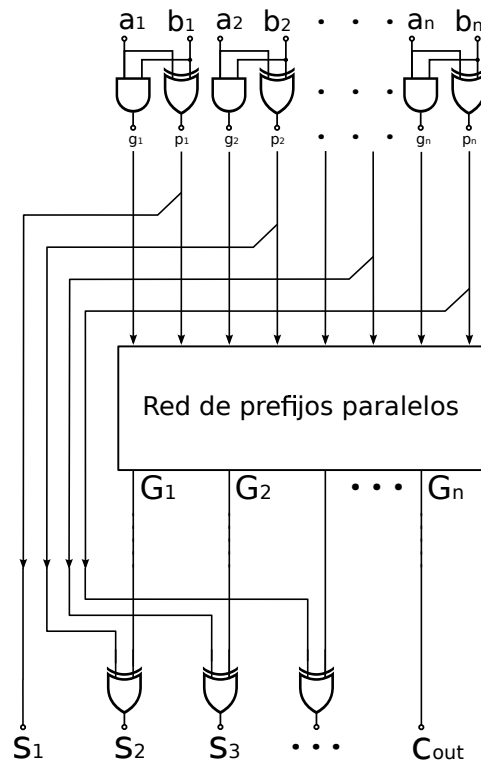 a1 b1 a2 b2 • • • an bn
• • •
g1 p1 g2 p2 • • • gn pn
Red de prefijos paralelos
G1 G2 • • • Gn
s1 s2 s3 • • • cout